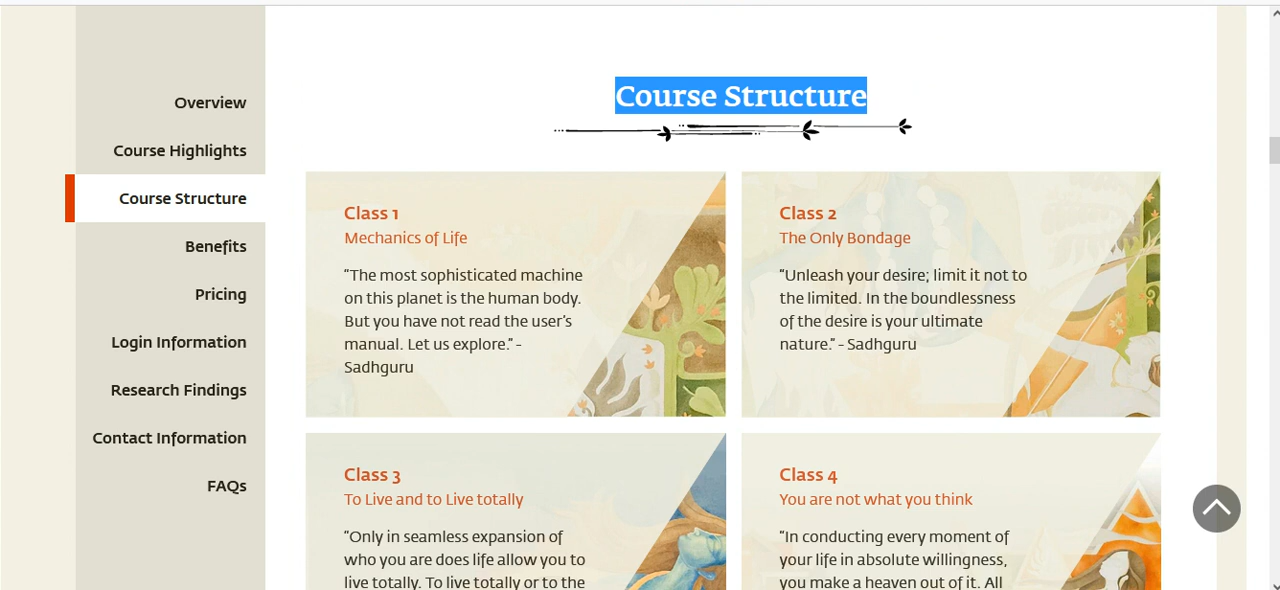 Overview
Course Highlights
Course Structure
Benefits
Pricing
Login Information
Research Findings
Contact Information
FAQs
Course Structure
Class 1
Mechanics of Life
“The most sophisticated machine
on this planet is the human body.
But you have not read the user’s
manual. Let us explore.” -
Sadhguru
Class 2
The Only Bondage
“Unleash your desire; limit it not to
the limited. In the boundlessness
of the desire is your ultimate
nature.” - Sadhguru
Class 3
To Live and to Live totally
“Only in seamless expansion of
who you are does life allow you to
live totally. To live totally or to the
Class 4
You are not what you think
“In conducting every moment of
your life in absolute willingness,
you make a heaven out of it. All